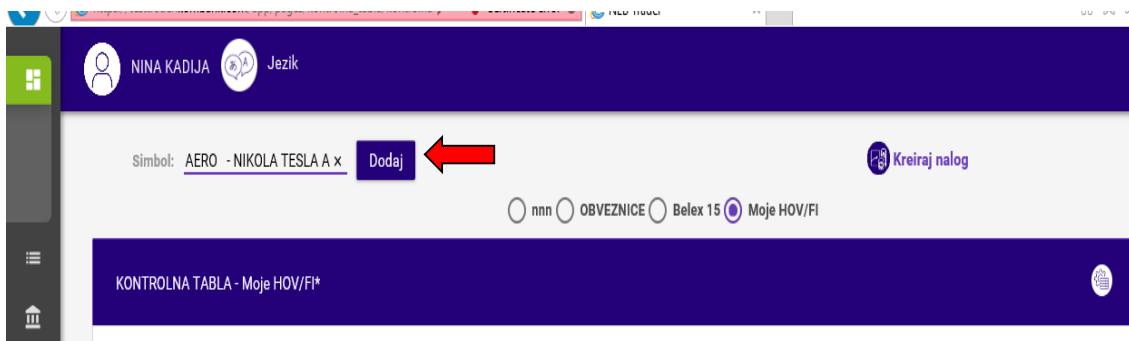 NINA KADIJA Jezik
Simbol: AERO - NIKOLA TESLA A × Dodaj
Kreiraj nalog
nnn OBVEZNICE Belex 15 Moje HOV/FI
KONTROLNA TABLA - Moje HOV/FI*